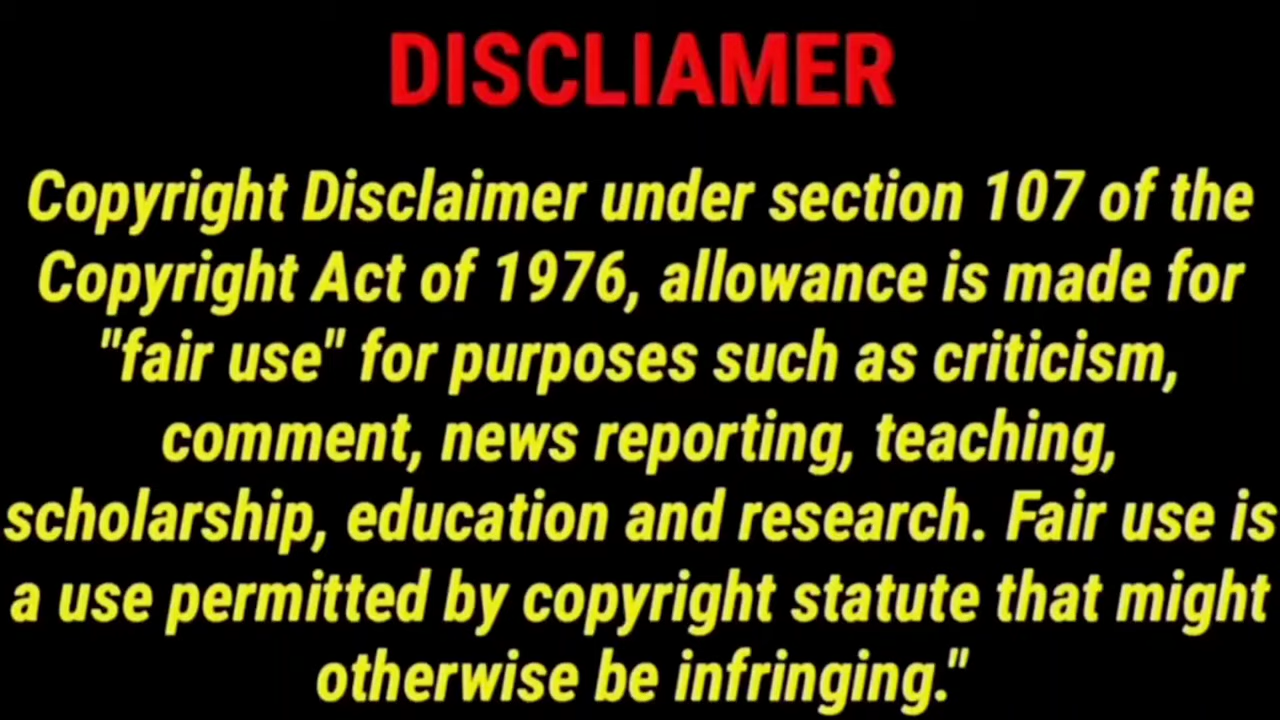 DISCLIAMER
Copyright Disclaimer under section 107 of the
Copyright Act of 1976, allowance is made for
"fair use" for purposes such as criticism,
comment, news reporting, teaching,
scholarship, education and research. Fair use is
a use permitted by copyright statute that might
otherwise be infringing."